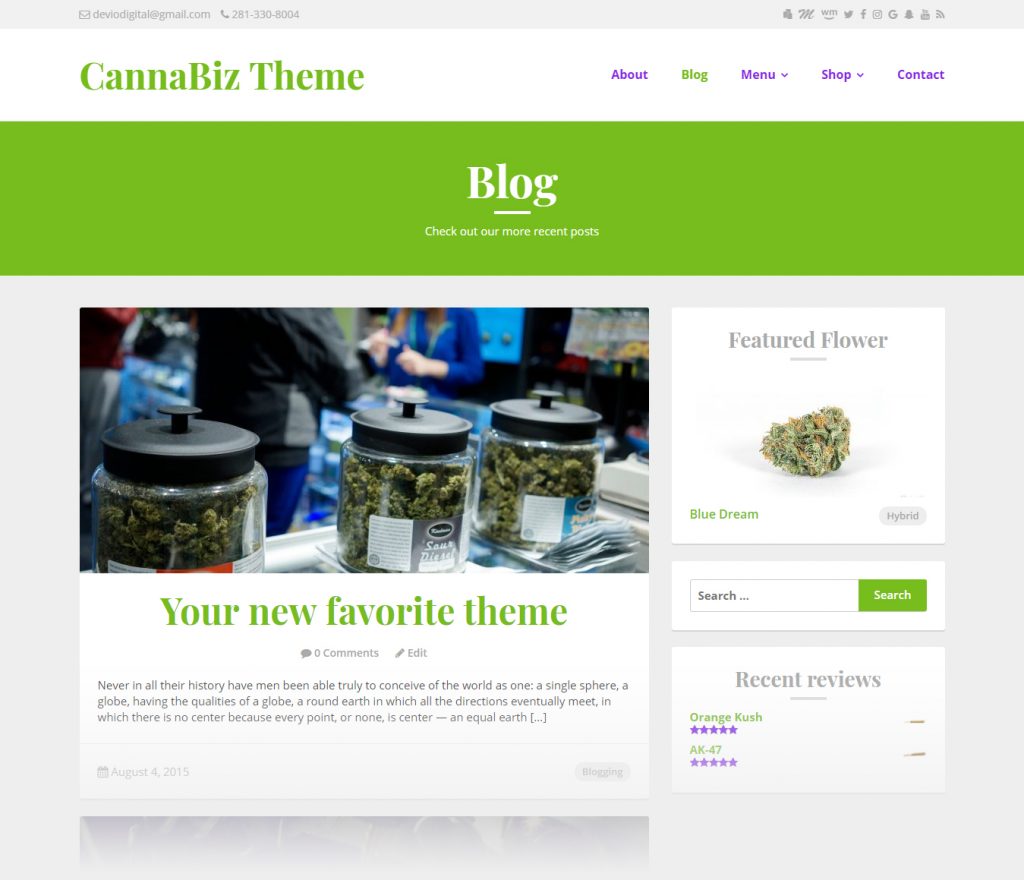 deviodigital@gmail.com 281-330-8004
CannaBiz Theme
About Blog Menu Shop Contact
Blog
Check out our more recent posts
Sour
Diesel
Your new favorite theme
0 Comments Edit
Never in all their history have men been able truly to conceive of the world as one: a single sphere, a
globe, having the qualities of a globe, a round earth in which all the directions eventually meet, in
which there is no center because every point, or none, is center — an equal earth [...]
August 4, 2015 Blogging
Featured Flower
Blue Dream Hybrid
Search ... Search
Recent reviews
Orange Kush
AK-47